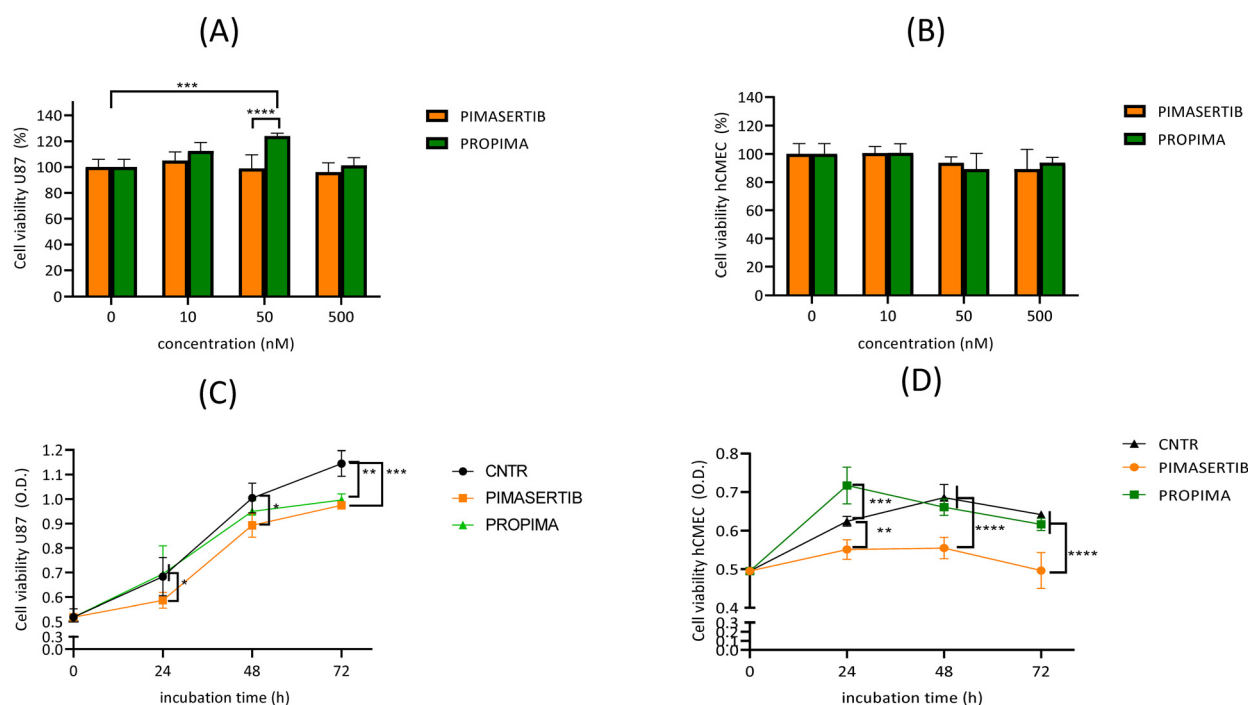 (A)
Cell viability U87 (%)
140
120
100
80
60
40
20
0
***
****
0 10 50 500
concentration (nM)
PIMASERTIB
PROPIMA
(B)
Cell viability hCMEC (%)
140
120
100
80
60
40
20
0
0 10 50 500
concentration (nM)
PIMASERTIB
PROPIMA
(C)
Cell viability U87 (O.D.)
1.2
1.1
1.0
0.9
0.8
0.7
0.6
0.5
0.3
0.0
*
*
**
***
0 24 48 72
incubation time (h)
CNTR
PIMASERTIB
PROPIMA
(D)
Cell viability hCMEC (O.D.)
0.8
0.7
0.6
0.5
0.4
0.3
0.2
0.1
0.0
***
**
****
****
0 24 48 72
incubation time (h)
CNTR
PIMASERTIB
PROPIMA